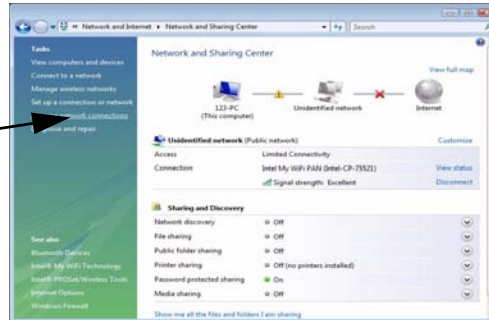 « Network and Internet ▸ Network and Sharing Center
Search
Tasks
View computers and devices
Connect to a network
Manage wireless networks
Set up a connection or network
network connections
and repair
See also
Bluetooth Devices
Intel® My WiFi Technology
Intel® PROSet/Wireless Tools
Internet Options
Windows Firewall
Network and Sharing Center
View full map
123-PC
(This computer)
Unidentified network
Internet
Unidentified network (Public network)
Customize
Access
Limited Connectivity
Connection
Intel My WiFi PAN (Intel-CP-75521)
View status
Signal strength: Excellent
Disconnect
Sharing and Discovery
Network discovery
Off
File sharing
Off
Public folder sharing
Off
Printer sharing
Off (no printers installed)
Password protected sharing
On
Media sharing
Off
Show me all the files and folders I am sharing